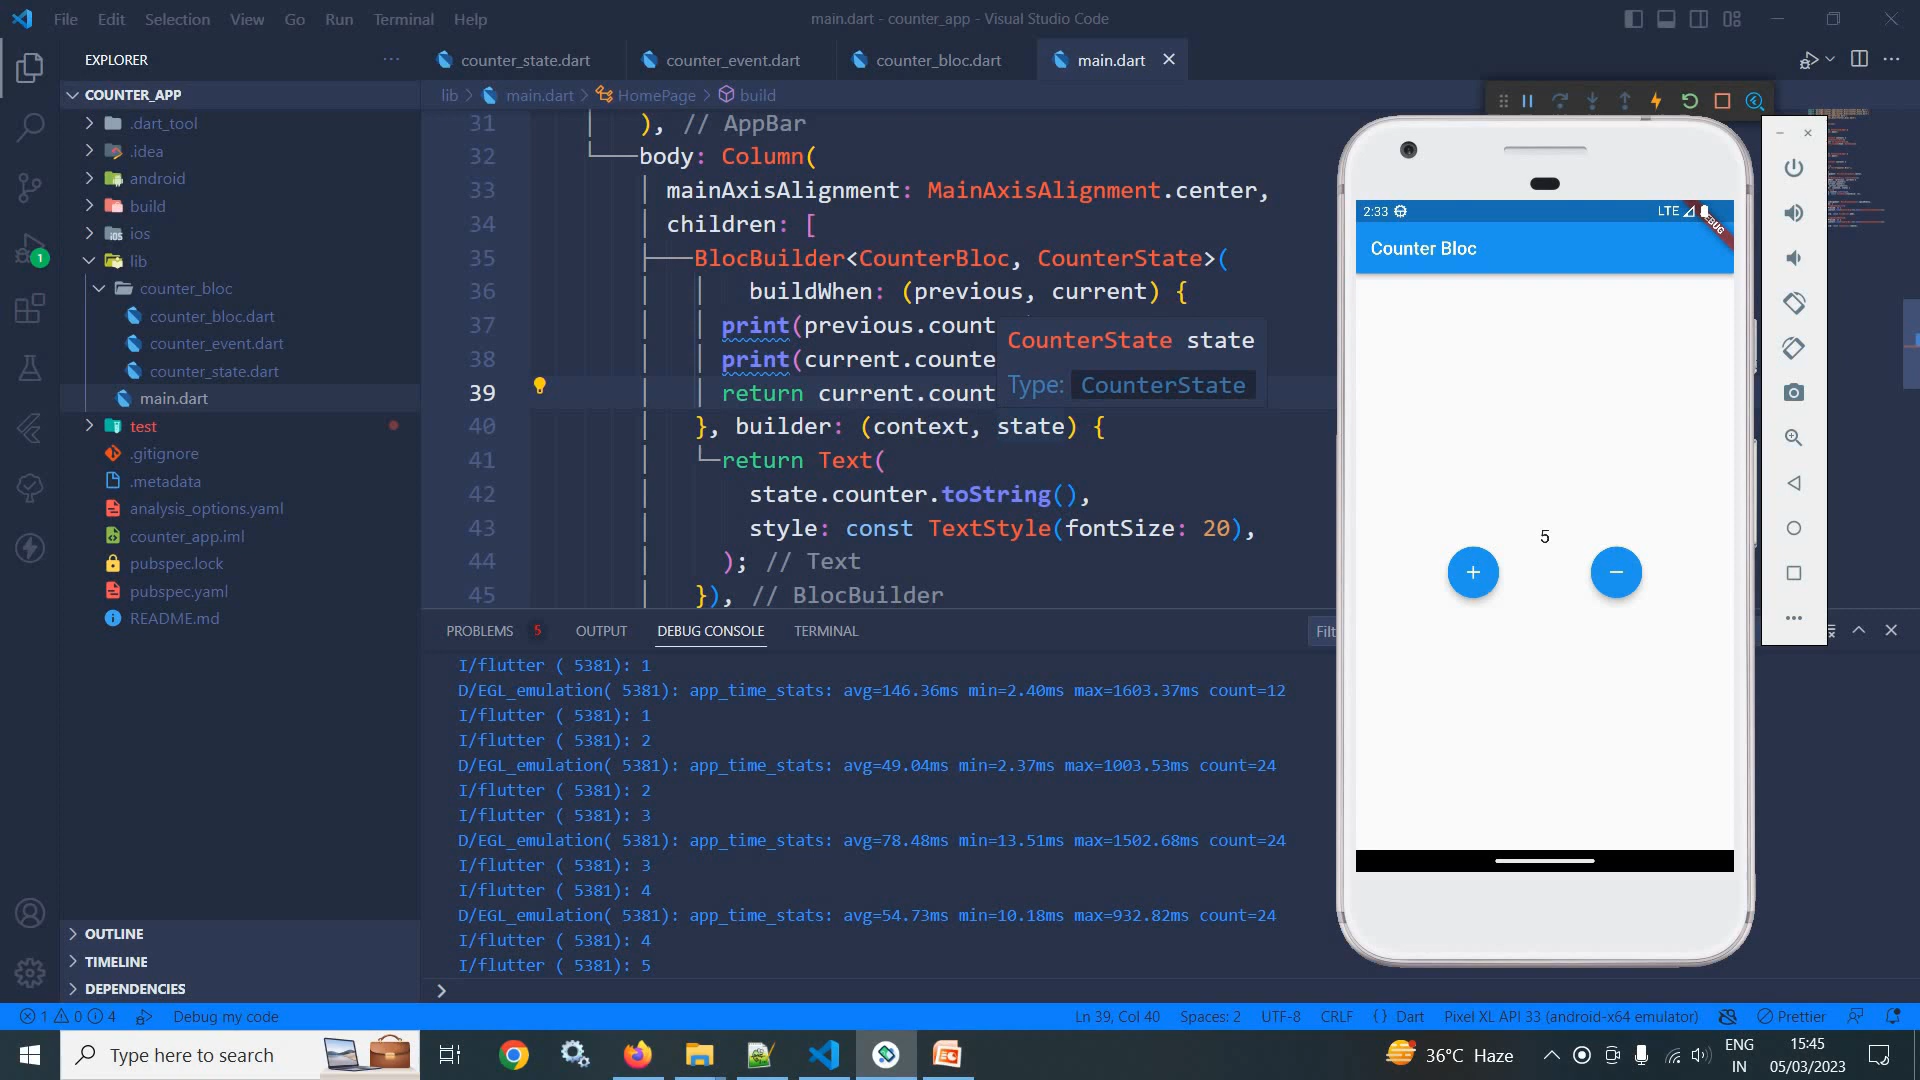 File Edit Selection View Go Run Terminal Help
main.dart - counter_app - Visual Studio Code
EXPLORER
counter_state.dart
counter_event.dart
counter_bloc.dart
main.dart
COUNTER_APP
lib > main.dart > HomePage > build
.dart_tool
.idea
android
build
ios
lib
counter_bloc
counter_bloc.dart
counter_event.dart
counter_state.dart
main.dart
test
.gitignore
.metadata
analysis_options.yaml
counter_app.iml
pubspec.lock
pubspec.yaml
README.md
OUTLINE
TIMELINE
DEPENDENCIES
31 ), // AppBar
32 body: Column(
33 mainAxisAlignment: MainAxisAlignment.center,
34 children: [
35 BlocBuilder<CounterBloc, CounterState>(
36 buildWhen: (previous, current) {
37 print(previous.count
38 print(current.counte
39 return current.count
40 }, builder: (context, state) {
41 return Text(
42 state.counter.toString(),
43 style: const TextStyle(fontSize: 20),
44 ); // Text
45 }), // BlocBuilder
CounterState state
Type: CounterState
PROBLEMS 5 OUTPUT DEBUG CONSOLE TERMINAL
Filt
I/flutter ( 5381): 1
D/EGL_emulation( 5381): app_time_stats: avg=146.36ms min=2.40ms max=1603.37ms count=12
I/flutter ( 5381): 1
I/flutter ( 5381): 2
D/EGL_emulation( 5381): app_time_stats: avg=49.04ms min=2.37ms max=1003.53ms count=24
I/flutter ( 5381): 2
I/flutter ( 5381): 3
D/EGL_emulation( 5381): app_time_stats: avg=78.48ms min=13.51ms max=1502.68ms count=24
I/flutter ( 5381): 3
I/flutter ( 5381): 4
D/EGL_emulation( 5381): app_time_stats: avg=54.73ms min=10.18ms max=932.82ms count=24
I/flutter ( 5381): 4
I/flutter ( 5381): 5
2:33 LTE
DEBUG
Counter Bloc
5
+ −
1 0 4 Debug my code
Ln 39, Col 40 Spaces: 2 UTF-8 CRLF {} Dart Pixel XL API 33 (android-x64 emulator) Prettier
Type here to search
36°C Haze
ENG
IN
15:45
05/03/2023
1